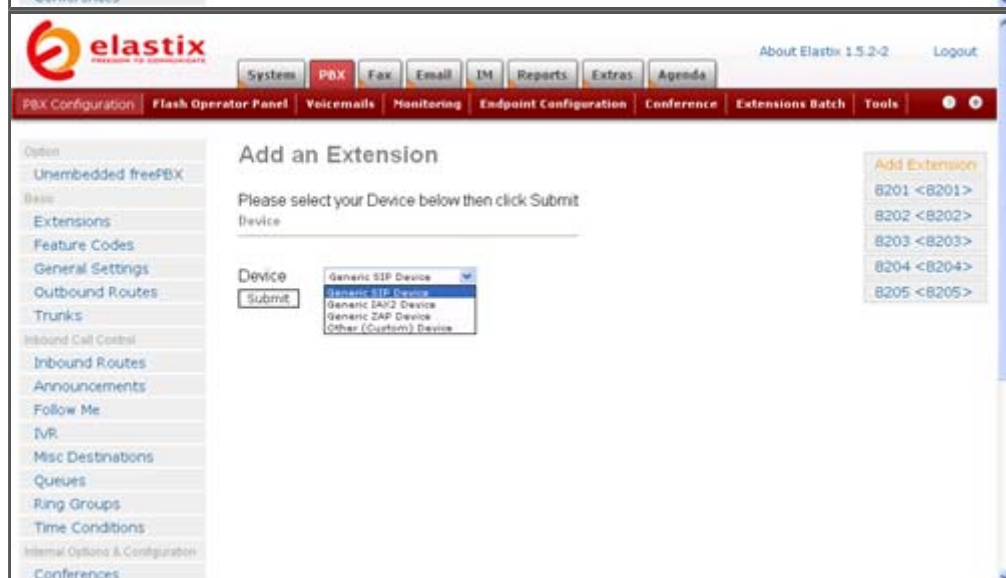 Conferences
elastix
FREEDOM TO COMMUNICATE
About Elastix 1.5.2-2
Logout
System
PBX
Fax
Email
IM
Reports
Extras
Agenda
PBX Configuration
Flash Operator Panel
Voicemails
Monitoring
Endpoint Configuration
Conference
Extensions Batch
Tools
Option
Unembedded freePBX
Basic
Extensions
Feature Codes
General Settings
Outbound Routes
Trunks
Inbound Call Control
Inbound Routes
Announcements
Follow Me
IVR
Misc Destinations
Queues
Ring Groups
Time Conditions
Internal Options & Configuration
Conferences
Add an Extension
Please select your Device below then click Submit
Device
Device
Generic SIP Device
Submit
Generic SIP Device
Generic IAX2 Device
Generic ZAP Device
Other (Custom) Device
Add Extension
8201 <8201>
8202 <8202>
8203 <8203>
8204 <8204>
8205 <8205>